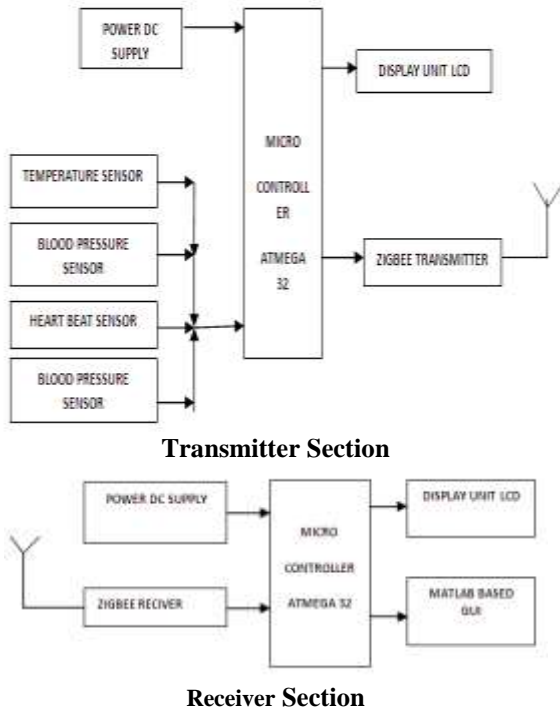 POWER DC
SUPPLY
DISPLAY UNIT LCD
MICRO
CONTROLL
ER
ATMEGA
32
TEMPERATURE SENSOR
BLOOD PRESSURE
SENSOR
HEART BEAT SENSOR
BLOOD PRESSURE
SENSOR
ZIGBEE TRANSMITTER
Transmitter Section
POWER DC SUPPLY
MICRO
CONTROLLER
ATMEGA 32
DISPLAY UNIT LCD
ZIGBEE RECIVER
MATLAB BASED
GUI
Receiver Section